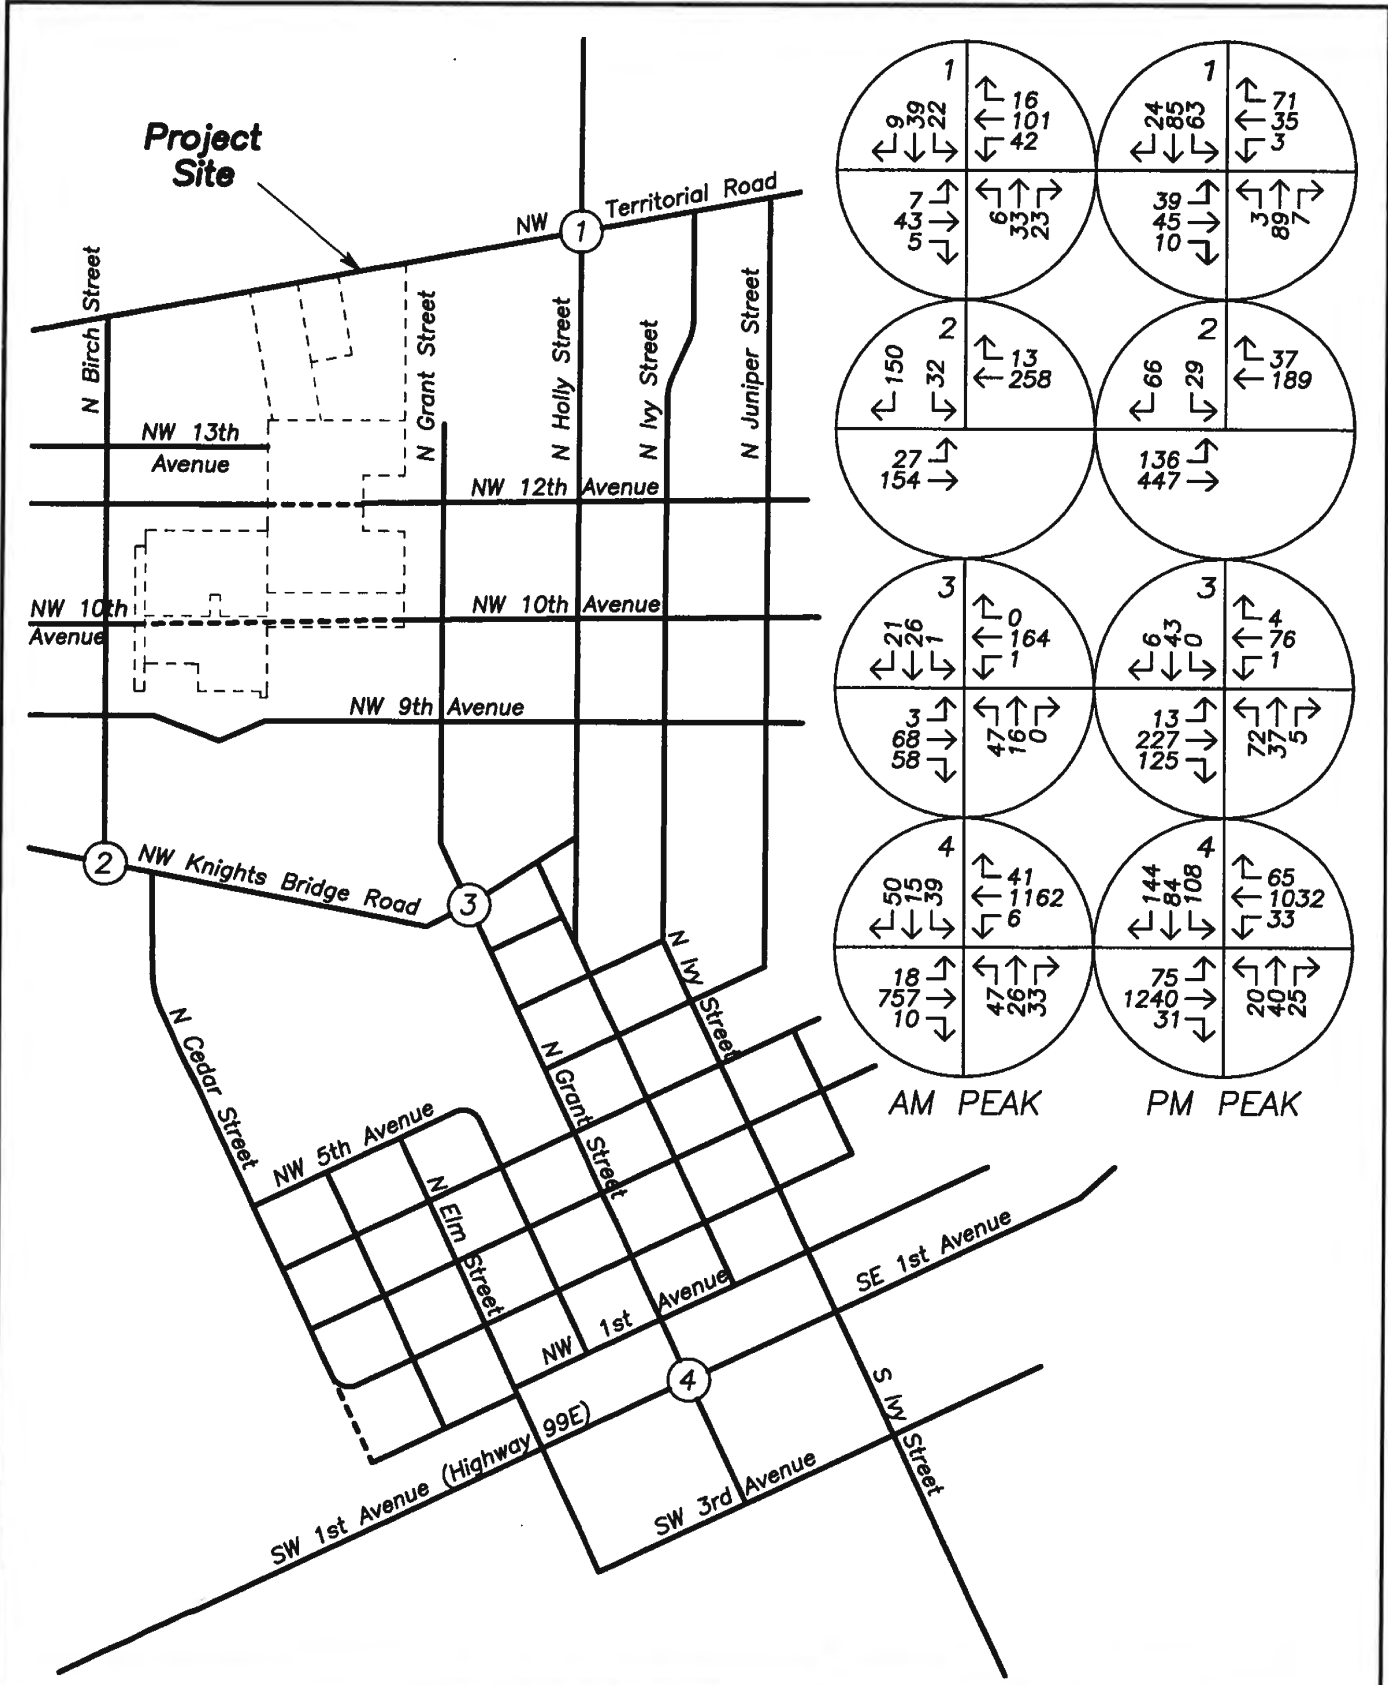 Project
Site
NW
Territorial Road
1
N Birch Street
N Grant Street
N Holly Street
N Ivy Street
N Juniper Street
NW 13th
Avenue
NW 12th Avenue
NW 10th
Avenue
NW 10th Avenue
NW 9th Avenue
2
NW Knights Bridge Road
3
N Ivy Street
N Cedar Street
N Grant Street
NW 5th Avenue
N Elm Street
NW 1st Avenue
SE 1st Avenue
4
SW 1st Avenue (Highway 99E)
SW 3rd Avenue
S Ivy Street
1
9 39 22
16
101
42
7
43
5
6 33 23
1
24 85 63
71
35
3
39
45
10
3 89 7
2
150 32
13
258
27
154
2
66 29
37
189
136
447
3
21 26 1
0
164
1
3
68
58
47 16 0
3
6 43 0
4
76
1
13
227
125
72 37 5
4
50 15 39
41
1162
6
18
757
10
47 26 33
4
144 84 108
65
1032
33
75
1240
31
20 40 25
AM PEAK
PM PEAK